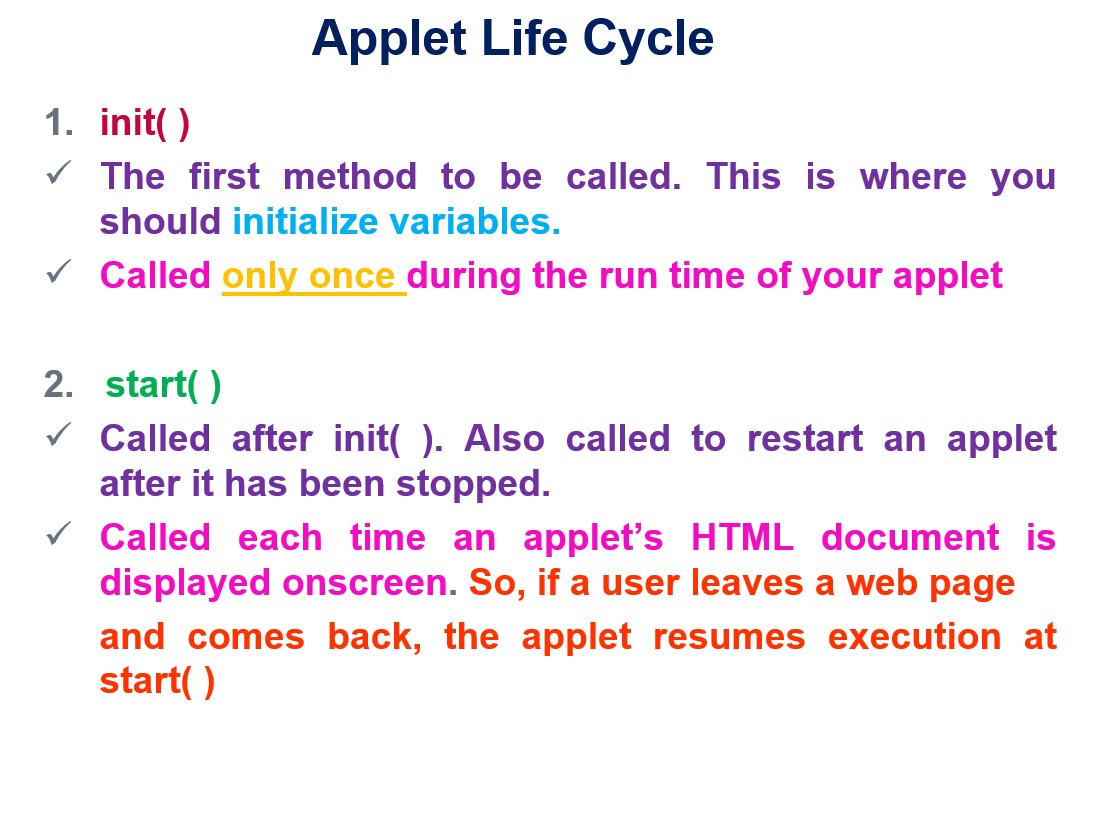 Applet Life Cycle
1. init( )
✓ The first method to be called. This is where you
should initialize variables.
✓ Called only once during the run time of your applet
2. start( )
✓ Called after init( ). Also called to restart an applet
after it has been stopped.
✓ Called each time an applet’s HTML document is
displayed onscreen. So, if a user leaves a web page
and comes back, the applet resumes execution at
start( )